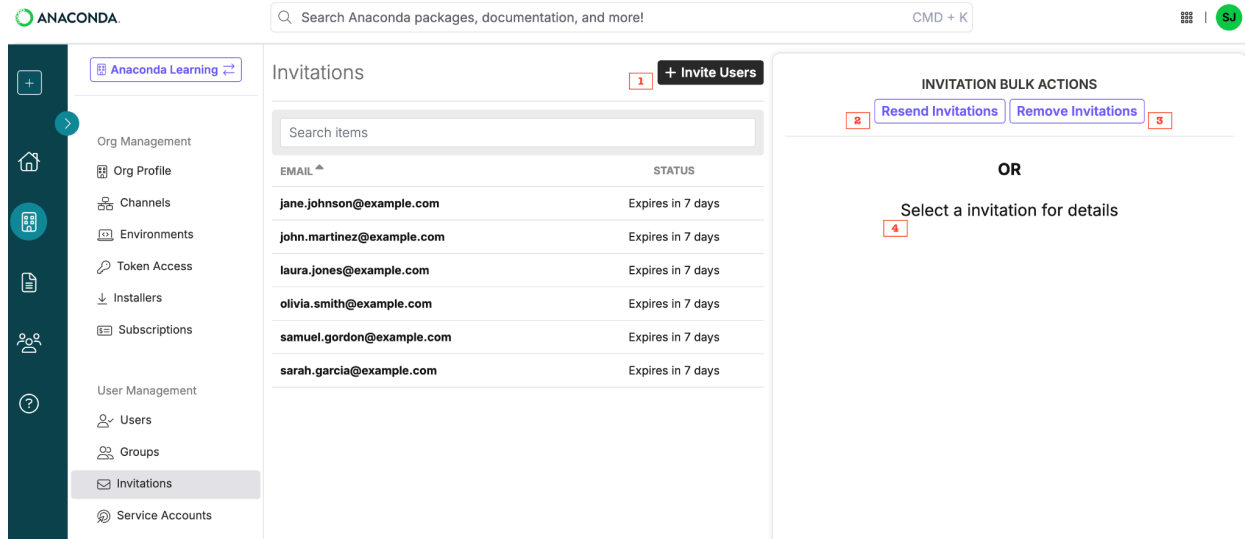 ANACONDA.
Search Anaconda packages, documentation, and more! CMD + K
SJ
Anaconda Learning
Org Management
Org Profile
Channels
Environments
Token Access
Installers
Subscriptions
User Management
Users
Groups
Invitations
Service Accounts
Invitations
1
+ Invite Users
Search items
EMAIL STATUS
jane.johnson@example.com Expires in 7 days
john.martinez@example.com Expires in 7 days
laura.jones@example.com Expires in 7 days
olivia.smith@example.com Expires in 7 days
samuel.gordon@example.com Expires in 7 days
sarah.garcia@example.com Expires in 7 days
INVITATION BULK ACTIONS
2 Resend Invitations Remove Invitations 3
OR
Select a invitation for details
4